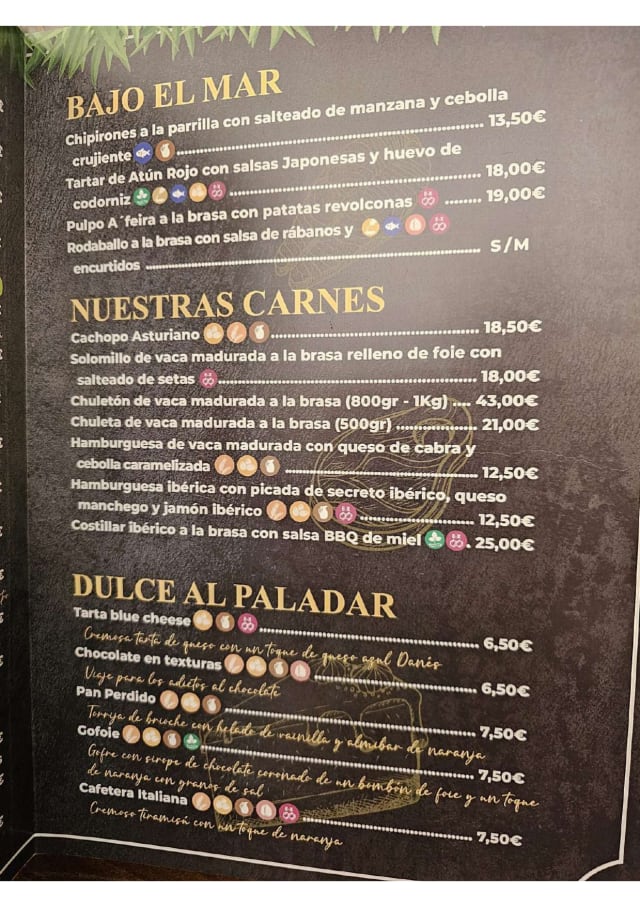 BAJO EL MAR
Chipirones a la parrilla con salteado de manzana y cebolla
crujiente ........ 13,50€
Tartar de Atún Rojo con salsas Japonesas y huevo de
codorniz ........ 18,00€
Pulpo A´feira a la brasa con patatas revolconas ........ 19,00€
Rodaballo a la brasa con salsa de rábanos y
encurtidos ........ S/M
NUESTRAS CARNES
Cachopo Asturiano ........ 18,50€
Solomillo de vaca madurada a la brasa relleno de foie con
salteado de setas ........ 18,00€
Chuletón de vaca madurada a la brasa (800gr - 1Kg) .... 43,00€
Chuleta de vaca madurada a la brasa (500gr) ........ 21,00€
Hamburguesa de vaca madurada con queso de cabra y
cebolla caramelizada ........ 12,50€
Hamburguesa ibérica con picada de secreto ibérico, queso
manchego y jamón ibérico ........ 12,50€
Costillar ibérico a la brasa con salsa BBQ de miel . 25,00€
DULCE AL PALADAR
Tarta blue cheese ........ 6,50€
Cremosa tarta de queso con un toque de queso azul Danés
Chocolate en texturas ........ 6,50€
Viaje para los adictos al chocolate
Pan Perdido ........ 7,50€
Torrija de brioche con helado de vainilla y almibar de naranja
Gofoie ........ 7,50€
Gofre con sirope de chocolate coronado de un bombón de foie y un toque
de naranja con granos de sal
Cafetera Italiana ........ 7,50€
Cremoso tiramisú con un toque de naranja